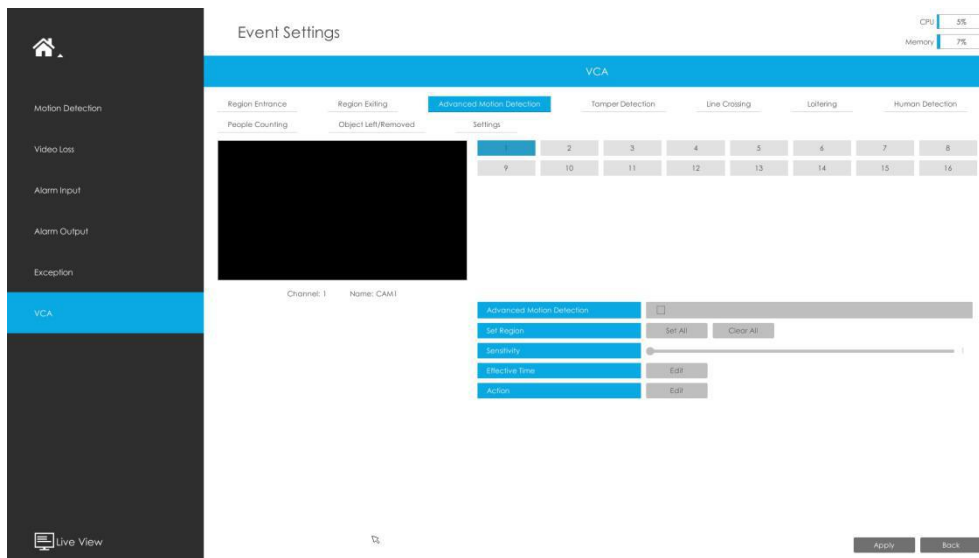 Event Settings
CPU 5%
Memory 7%
VCA
Motion Detection
Video Loss
Alarm Input
Alarm Output
Exception
VCA
Live View
Region Entrance Region Exiting Advanced Motion Detection Tamper Detection Line Crossing Loitering Human Detection
People Counting Object Left/Removed Settings
1 2 3 4 5 6 7 8
9 10 11 12 13 14 15 16
Channel: 1 Name: CAM1
Advanced Motion Detection
Set Region Set All Clear All
Sensitivity 1
Effective Time Edit
Action Edit
Apply Back